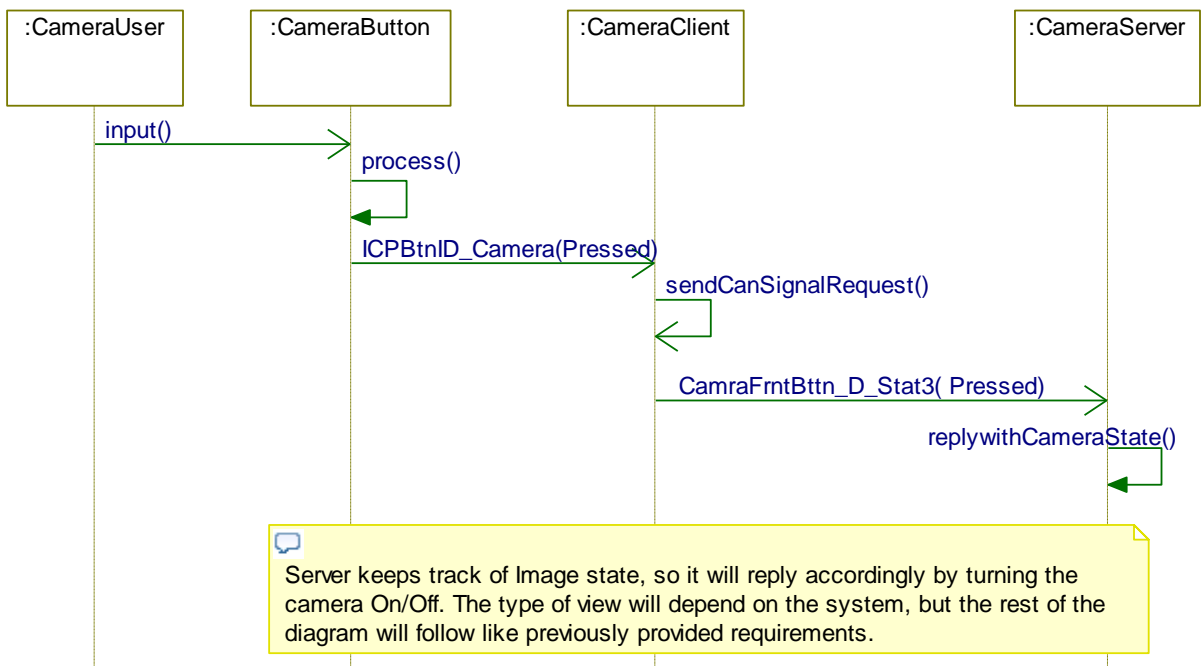 :CameraUser
:CameraButton
:CameraClient
:CameraServer
input()
process()
ICPBtnID_Camera(Pressed)
sendCanSignalRequest()
CamraFrntBttn_D_Stat3( Pressed)
replywithCameraState()
Server keeps track of Image state, so it will reply accordingly by turning the
camera On/Off. The type of view will depend on the system, but the rest of the
diagram will follow like previously provided requirements.